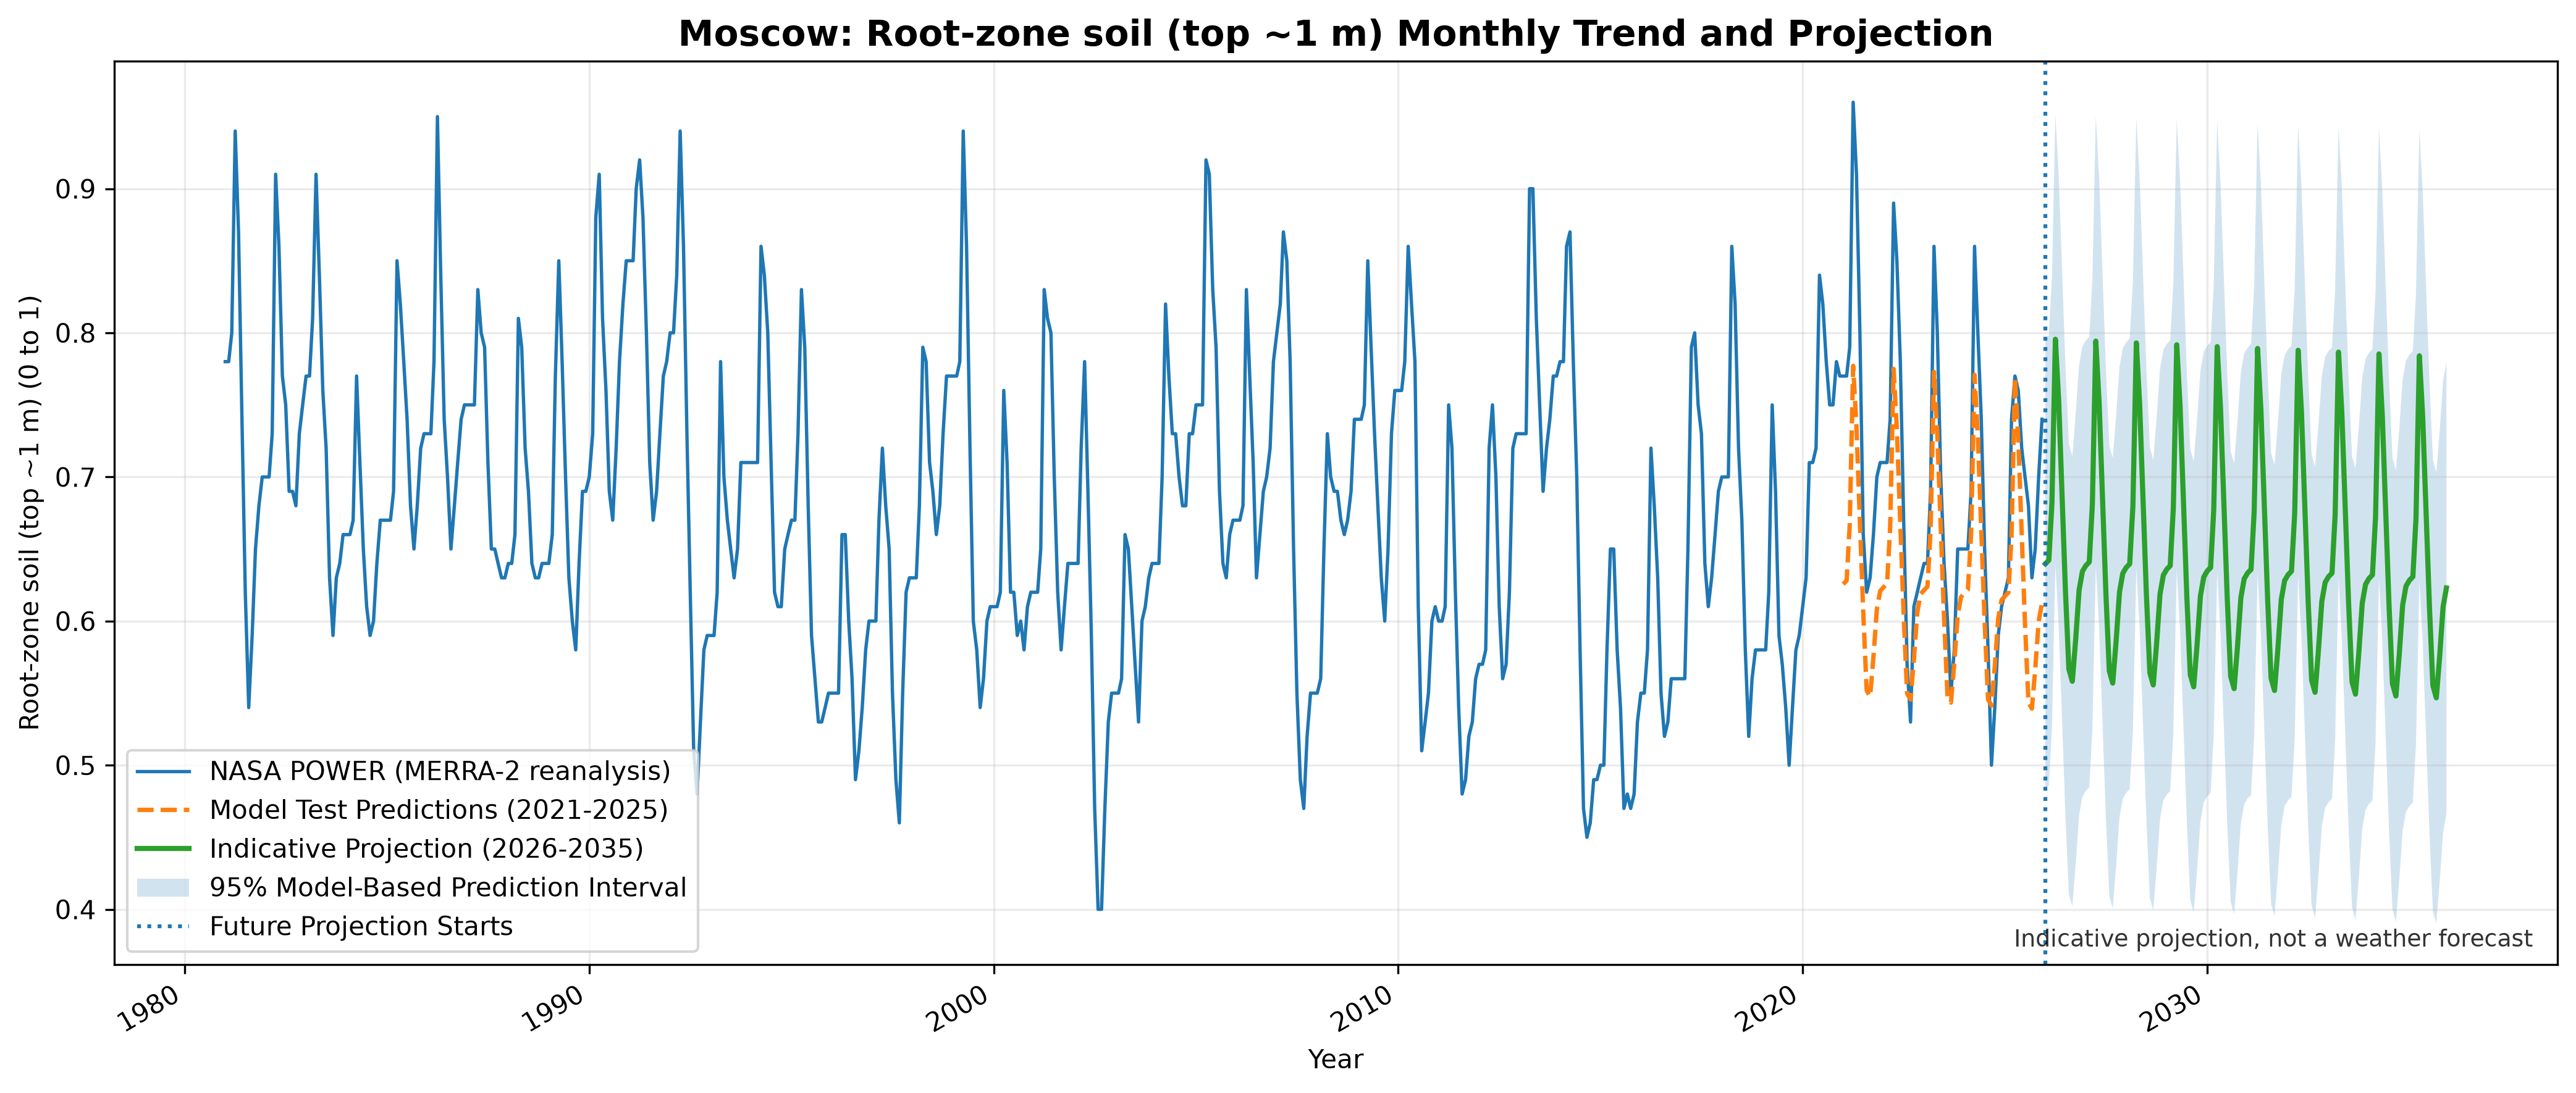 Moscow: Root-zone soil (top ~1 m) Monthly Trend and Projection
Root-zone soil (top ~1 m) (0 to 1)
0.9
0.8
0.7
0.6
0.5
0.4
NASA POWER (MERRA-2 reanalysis)
Model Test Predictions (2021-2025)
Indicative Projection (2026-2035)
95% Model-Based Prediction Interval
Future Projection Starts
Indicative projection, not a weather forecast
1980
1990
2000
2010
2020
2030
Year